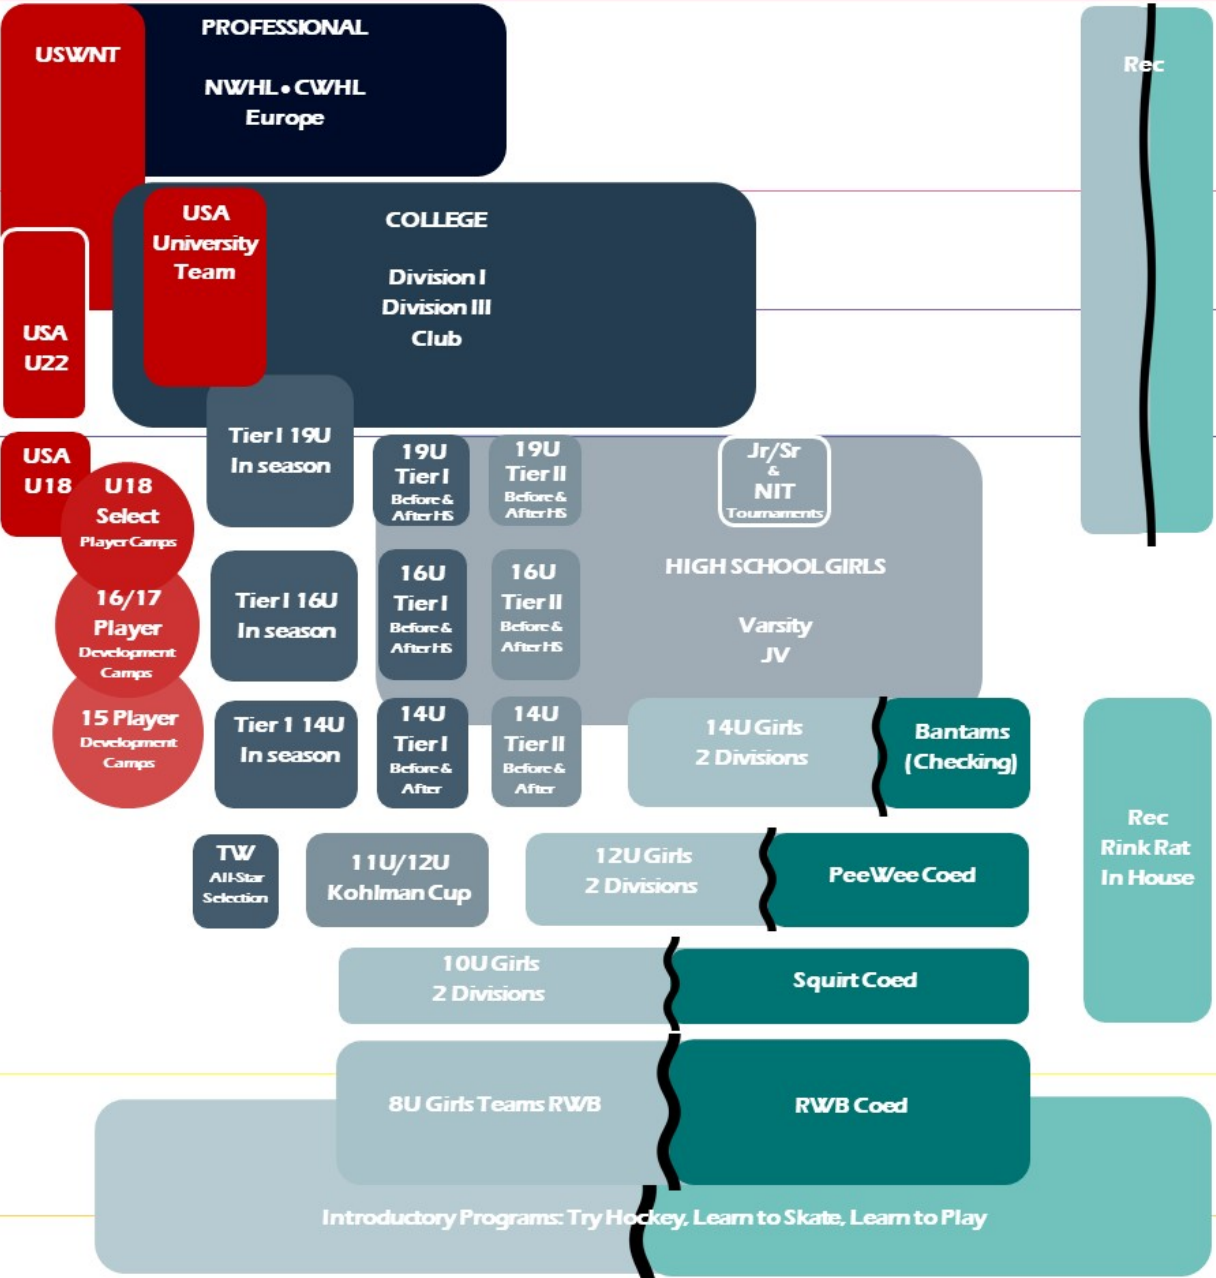 USWNT
PROFESSIONAL
NWHL • CWHL
Europe
Rec
USA
University
Team
COLLEGE
Division I
Division III
Club
USA
U22
USA
U18
U18
Select
Player Camps
Tier I 19U
In season
19U
Tier I
Before &
After HS
19U
Tier II
Before &
After HS
Jr/Sr
&
NIT
Tournaments
HIGH SCHOOL GIRLS
Varsity
JV
16/17
Player
Development
Camps
Tier I 16U
In season
16U
Tier I
Before &
After HS
16U
Tier II
Before &
After HS
15 Player
Development
Camps
Tier 1 14U
In season
14U
Tier I
Before &
After
14U
Tier II
Before &
After
14U Girls
2 Divisions
Bantams
(Checking)
Rec
Rink Rat
In House
TW
All-Star
Selection
11U/12U
Kohlman Cup
12U Girls
2 Divisions
PeeWee Coed
10U Girls
2 Divisions
Squirt Coed
8U Girls Teams RWB
RWB Coed
Introductory Programs: Try Hockey, Learn to Skate, Learn to Play